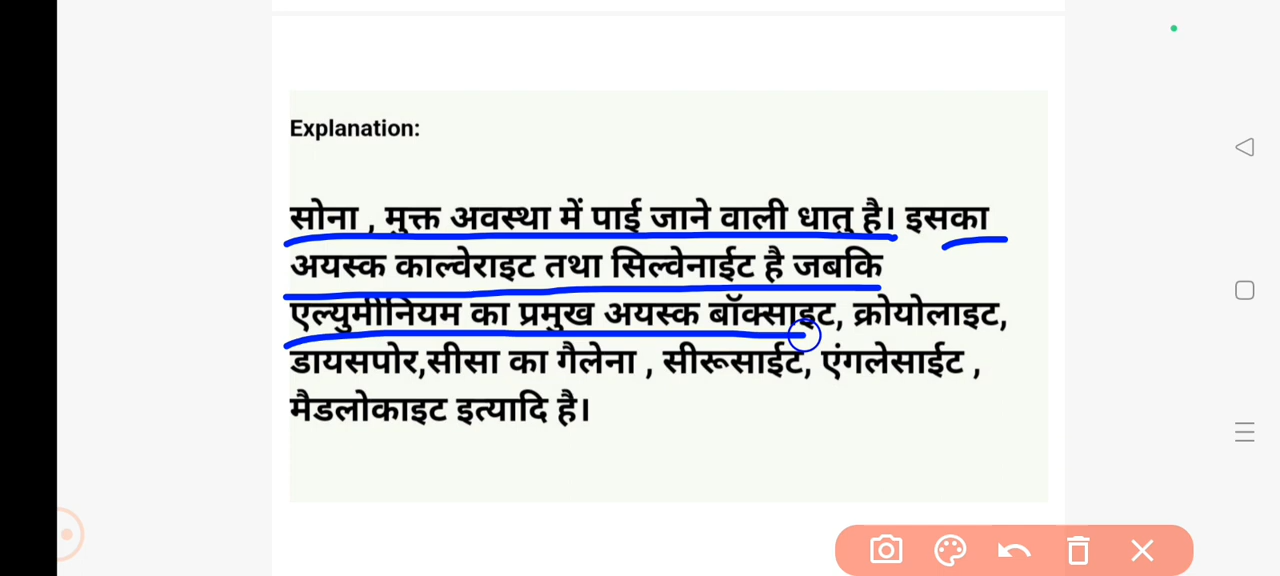 Explanation:
सोना , मुक्त अवस्था में पाई जाने वाली धातु है। इसका
अयस्क काल्वेराइट तथा सिल्वेनाईट है जबकि
एल्युमीनियम का प्रमुख अयस्क बॉक्साइट, क्रोयोलाइट,
डायसपोर,सीसा का गैलेना , सीरूसाईट, एंगलेसाईट ,
मैडलोकाइट इत्यादि है।